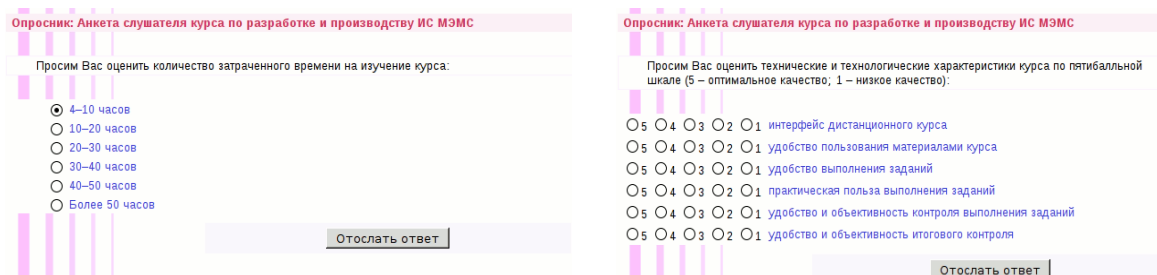 Опросник: Анкета слушателя курса по разработке и производству ИС МЭМС
Просим Вас оценить количество затраченного времени на изучение курса:
4–10 часов
10–20 часов
20–30 часов
30–40 часов
40–50 часов
Более 50 часов
Отослать ответ
Опросник: Анкета слушателя курса по разработке и производству ИС МЭМС
Просим Вас оценить технические и технологические характеристики курса по пятибалльной
шкале (5 – оптимальное качество; 1 – низкое качество):
5 4 3 2 1 интерфейс дистанционного курса
5 4 3 2 1 удобство пользования материалами курса
5 4 3 2 1 удобство выполнения заданий
5 4 3 2 1 практическая польза выполнения заданий
5 4 3 2 1 удобство и объективность контроля выполнения заданий
5 4 3 2 1 удобство и объективность итогового контроля
Отослать ответ